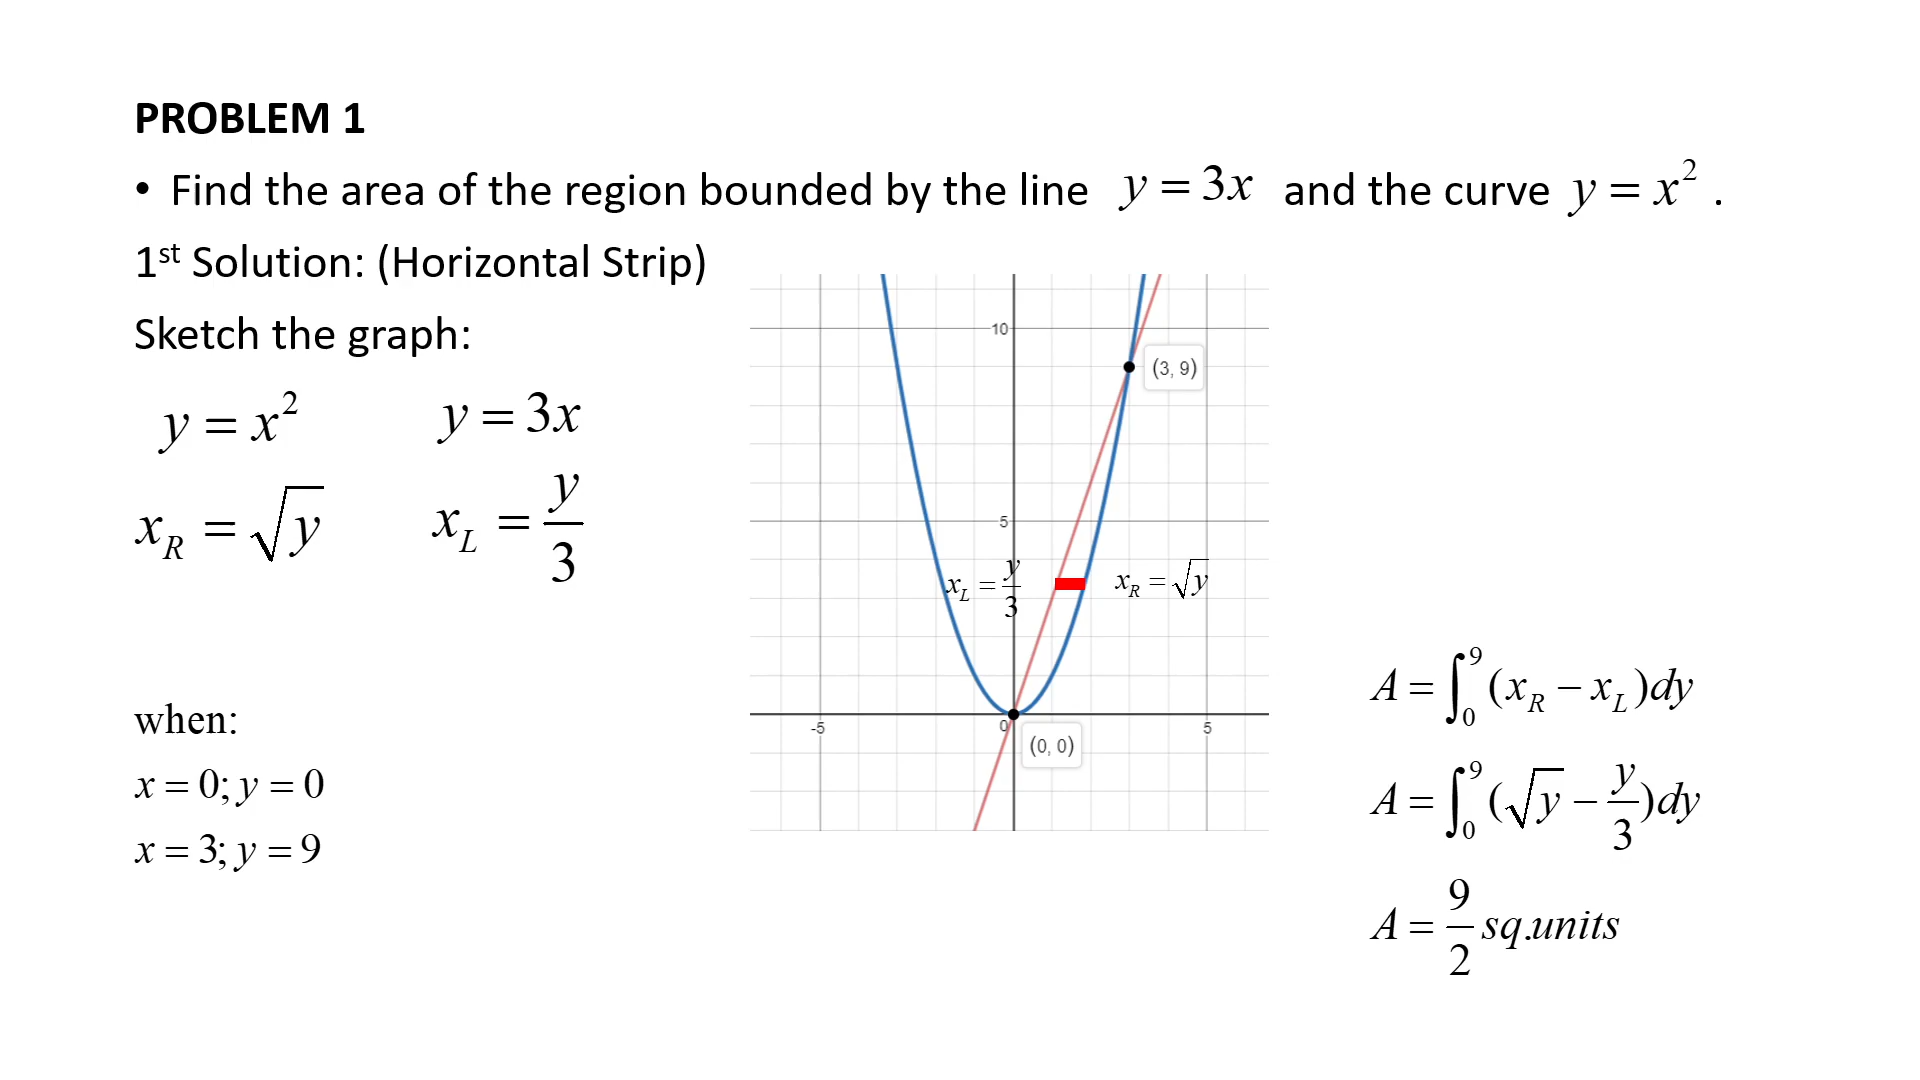 PROBLEM 1
• Find the area of the region bounded by the line y = 3x and the curve y = x² .
1st Solution: (Horizontal Strip)
Sketch the graph:
y = x²
y = 3x
x_R = √y
x_L = y/3
when:
x = 0; y = 0
x = 3; y = 9
10
(3, 9)
5
x_L = y/3
x_R = √y
-5
0
5
(0, 0)
A = ∫₀⁹ (x_R − x_L)dy
A = ∫₀⁹ (√y − y/3)dy
A = 9/2 sq.units